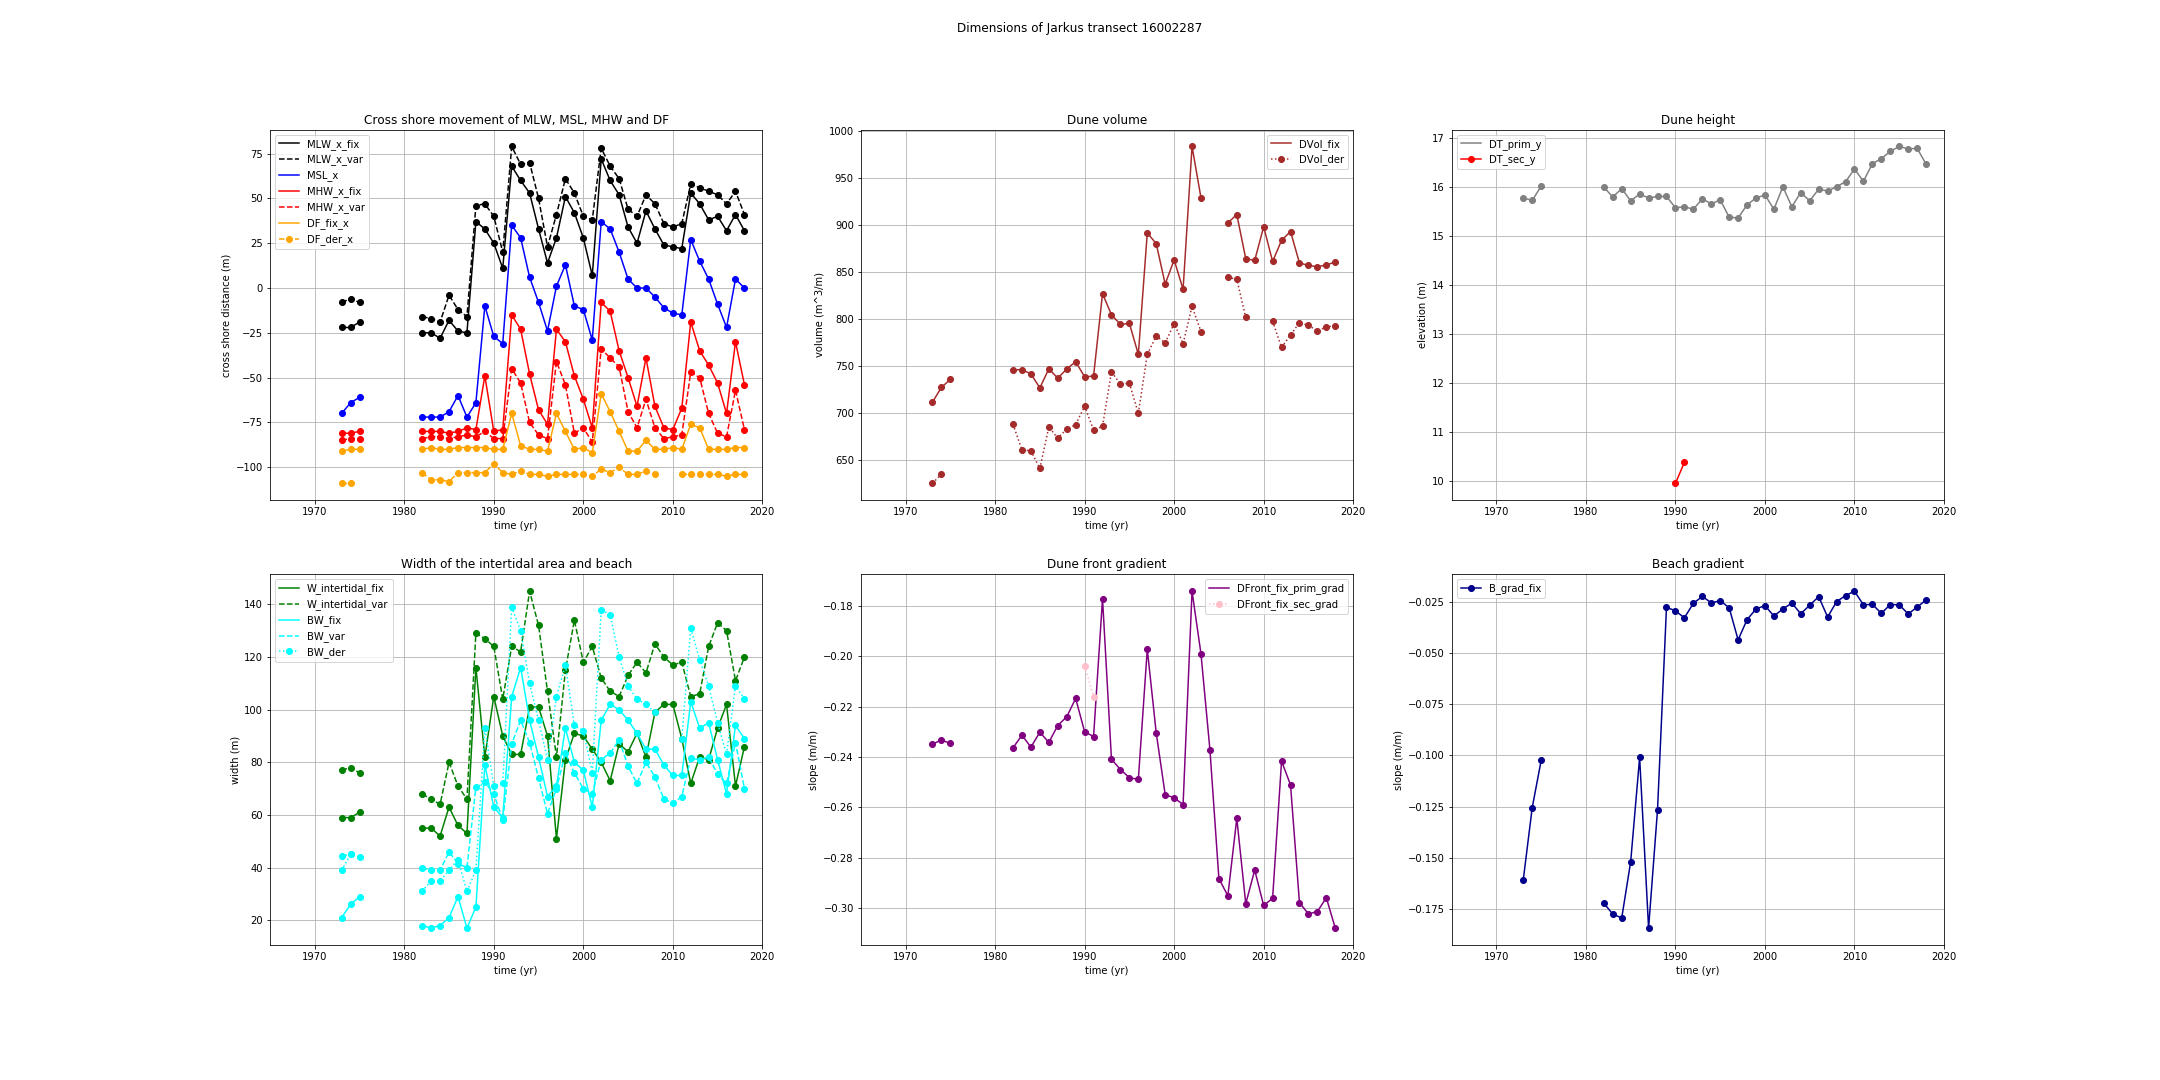 Dimensions of Jarkus transect 16002287
Cross shore movement of MLW, MSL, MHW and DF
cross shore distance (m)
75
50
25
0
−25
−50
−75
−100
MLW_x_fix
MLW_x_var
MSL_x
MHW_x_fix
MHW_x_var
DF_fix_x
DF_der_x
1970 1980 1990 2000 2010 2020
time (yr)
Dune volume
volume (m^3/m)
1000
950
900
850
800
750
700
650
DVol_fix
DVol_der
1970 1980 1990 2000 2010 2020
time (yr)
Dune height
elevation (m)
17
16
15
14
13
12
11
10
DT_prim_y
DT_sec_y
1970 1980 1990 2000 2010 2020
time (yr)
Width of the intertidal area and beach
width (m)
140
120
100
80
60
40
20
W_intertidal_fix
W_intertidal_var
BW_fix
BW_var
BW_der
1970 1980 1990 2000 2010 2020
time (yr)
Dune front gradient
slope (m/m)
−0.18
−0.20
−0.22
−0.24
−0.26
−0.28
−0.30
DFront_fix_prim_grad
DFront_fix_sec_grad
1970 1980 1990 2000 2010 2020
time (yr)
Beach gradient
slope (m/m)
−0.025
−0.050
−0.075
−0.100
−0.125
−0.150
−0.175
B_grad_fix
1970 1980 1990 2000 2010 2020
time (yr)